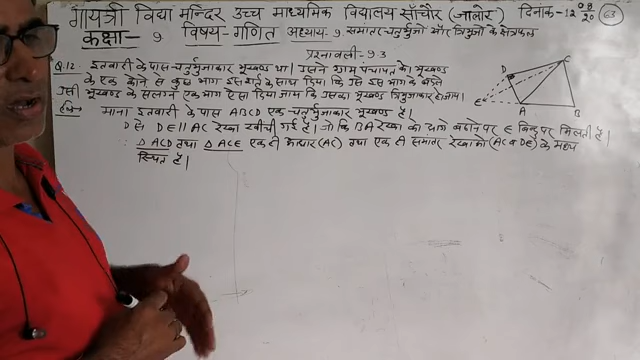 गायत्री विद्या मन्दिर उच्च माध्यमिक विद्यालय साँचौर (जालोर) दिनांक-12 08 20 63
कक्षा- 9 विषय- गणित अध्याय- 9. समांतर चतुर्भुजों और त्रिभुजों के क्षेत्रफल
प्रश्नावली- 9.3
Q.12. इतवारी के पास चतुर्भुजाकार भूखण्ड था। उसने ग्राम पंचायत को भूखण्ड
के एक कोने से कुछ भाग इस शर्त के साथ दिया कि उसे इस भाग के बदले
उसी भूखण्ड के संलग्न एक भाग ऐसा दिया जाय कि उसका भूखण्ड त्रिभुजाकार हो जाय।
हल:- माना इतवारी के पास ABCD एक चतुर्भुजाकार भूखण्ड है।
D से DE || AC रेखा खींची गई है। जो कि BA रेखा को आगे बढ़ाने पर E बिन्दु पर मिलती है।
∴ △ ACD तथा △ ACE एक ही आधार (AC) तथा एक ही समांतर रेखाओं (AC & DE) के मध्य
स्थित है।
D
C
E
A
B